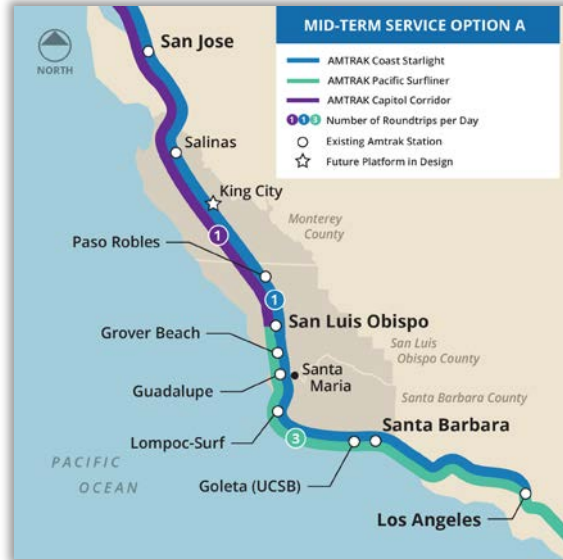 MID-TERM SERVICE OPTION A
AMTRAK Coast Starlight
AMTRAK Pacific Surfliner
AMTRAK Capitol Corridor
1 1 3 Number of Roundtrips per Day
Existing Amtrak Station
Future Platform in Design
NORTH
San Jose
Salinas
King City
Monterey
County
1
Paso Robles
1
San Luis Obispo
Grover Beach
San Luis
Obispo County
Santa
Maria
Guadalupe
Santa Barbara County
Santa Barbara
Lompoc-Surf
3
PACIFIC
OCEAN
Goleta (UCSB)
Los Angeles